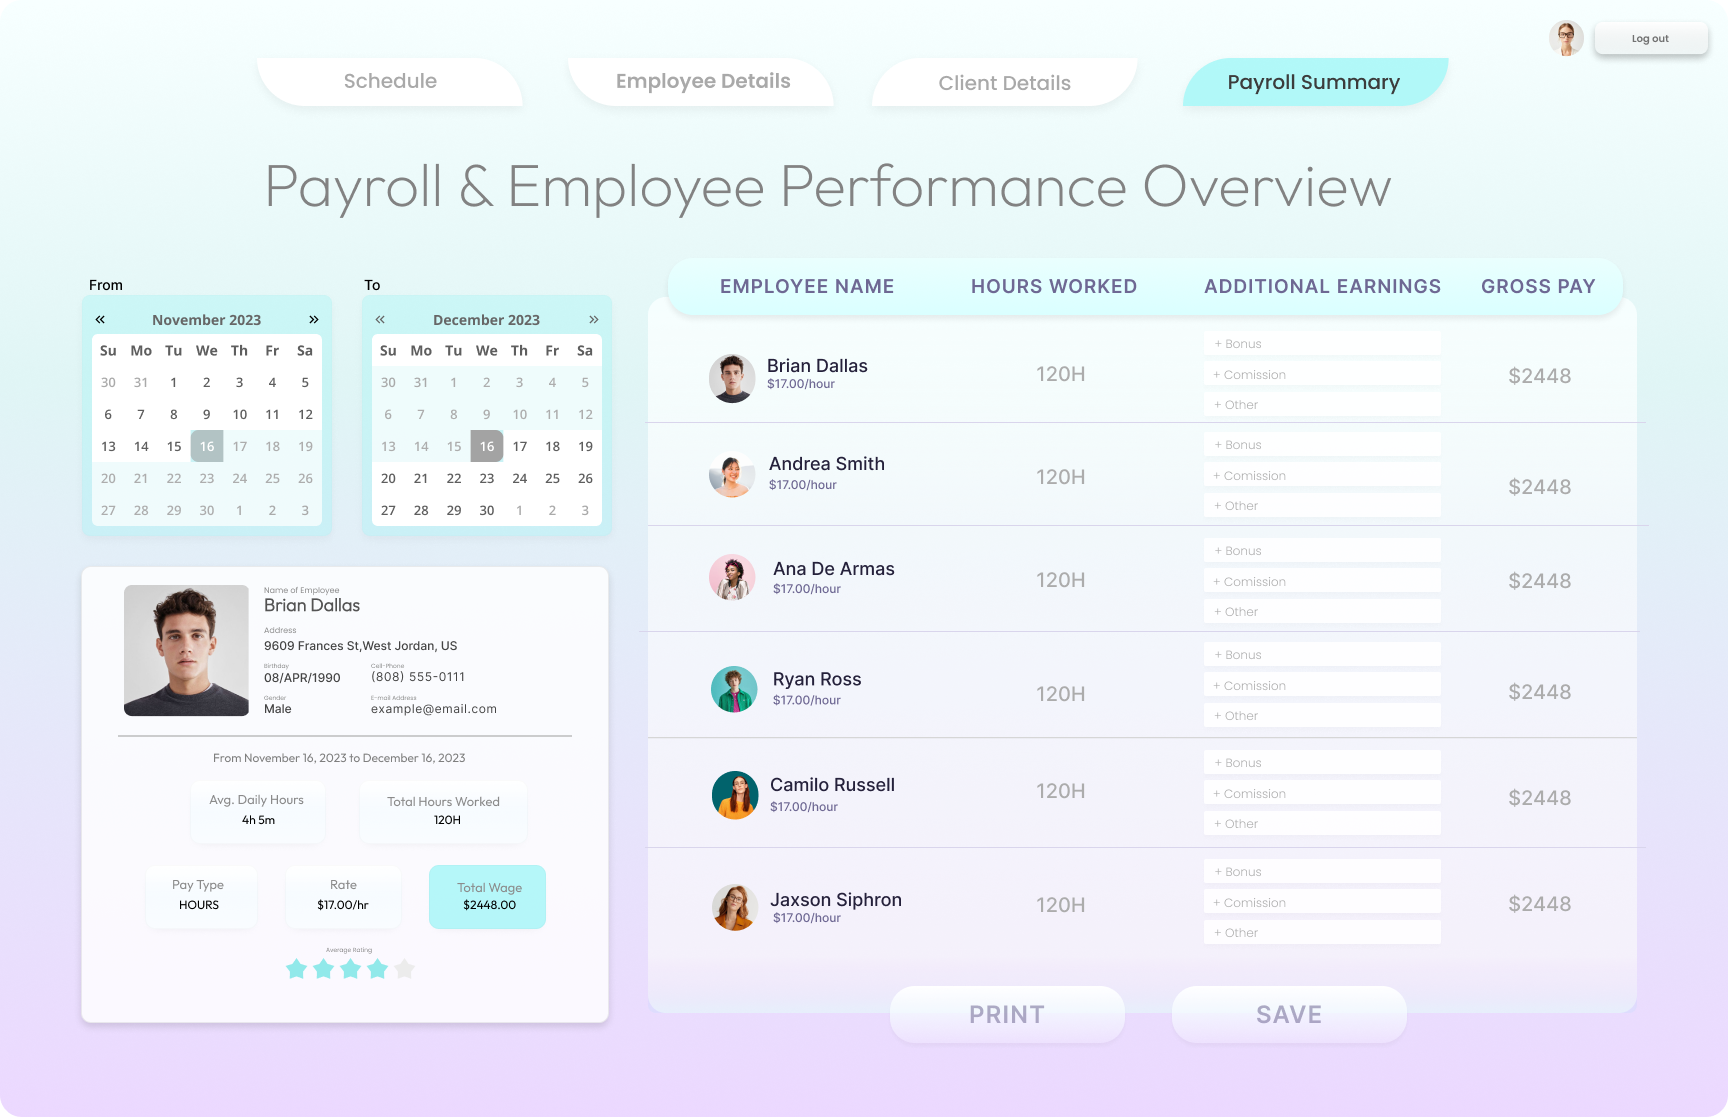 Log out
Schedule
Employee Details
Client Details
Payroll Summary
Payroll & Employee Performance Overview
From
« November 2023 »
Su Mo Tu We Th Fr Sa
30 31 1 2 3 4 5
6 7 8 9 10 11 12
13 14 15 16 17 18 19
20 21 22 23 24 25 26
27 28 29 30 1 2 3
To
« December 2023 »
Su Mo Tu We Th Fr Sa
30 31 1 2 3 4 5
6 7 8 9 10 11 12
13 14 15 16 17 18 19
20 21 22 23 24 25 26
27 28 29 30 1 2 3
Name of Employee
Brian Dallas
Address
9609 Frances St,West Jordan, US
Birthday
08/APR/1990
Cell-Phone
(808) 555-0111
Gender
Male
E-mail Address
example@email.com
From November 16, 2023 to December 16, 2023
Avg. Daily Hours
4h 5m
Total Hours Worked
120H
Pay Type
HOURS
Rate
$17.00/hr
Total Wage
$2448.00
Average Rating
EMPLOYEE NAME HOURS WORKED ADDITIONAL EARNINGS GROSS PAY
Brian Dallas
$17.00/hour
120H
+ Bonus
+ Comission
+ Other
$2448
Andrea Smith
$17.00/hour
120H
+ Bonus
+ Comission
+ Other
$2448
Ana De Armas
$17.00/hour
120H
+ Bonus
+ Comission
+ Other
$2448
Ryan Ross
$17.00/hour
120H
+ Bonus
+ Comission
+ Other
$2448
Camilo Russell
$17.00/hour
120H
+ Bonus
+ Comission
+ Other
$2448
Jaxson Siphron
$17.00/hour
120H
+ Bonus
+ Comission
+ Other
$2448
PRINT
SAVE